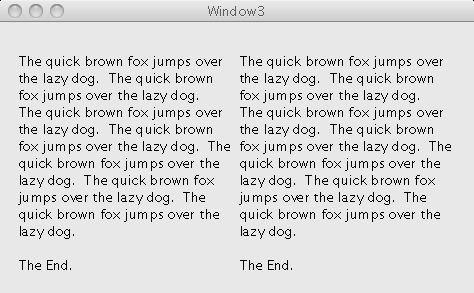 Window3
The quick brown fox jumps over
the lazy dog.  The quick brown
fox jumps over the lazy dog.
The quick brown fox jumps over
the lazy dog.  The quick brown
fox jumps over the lazy dog.  The
quick brown fox jumps over the
lazy dog.  The quick brown fox
jumps over the lazy dog.  The
quick brown fox jumps over the
lazy dog.

The End.
The quick brown fox jumps over
the lazy dog.  The quick brown
fox jumps over the lazy dog.
The quick brown fox jumps over
the lazy dog.  The quick brown
fox jumps over the lazy dog.  The
quick brown fox jumps over the
lazy dog.  The quick brown fox
jumps over the lazy dog.  The
quick brown fox jumps over the
lazy dog.

The End.